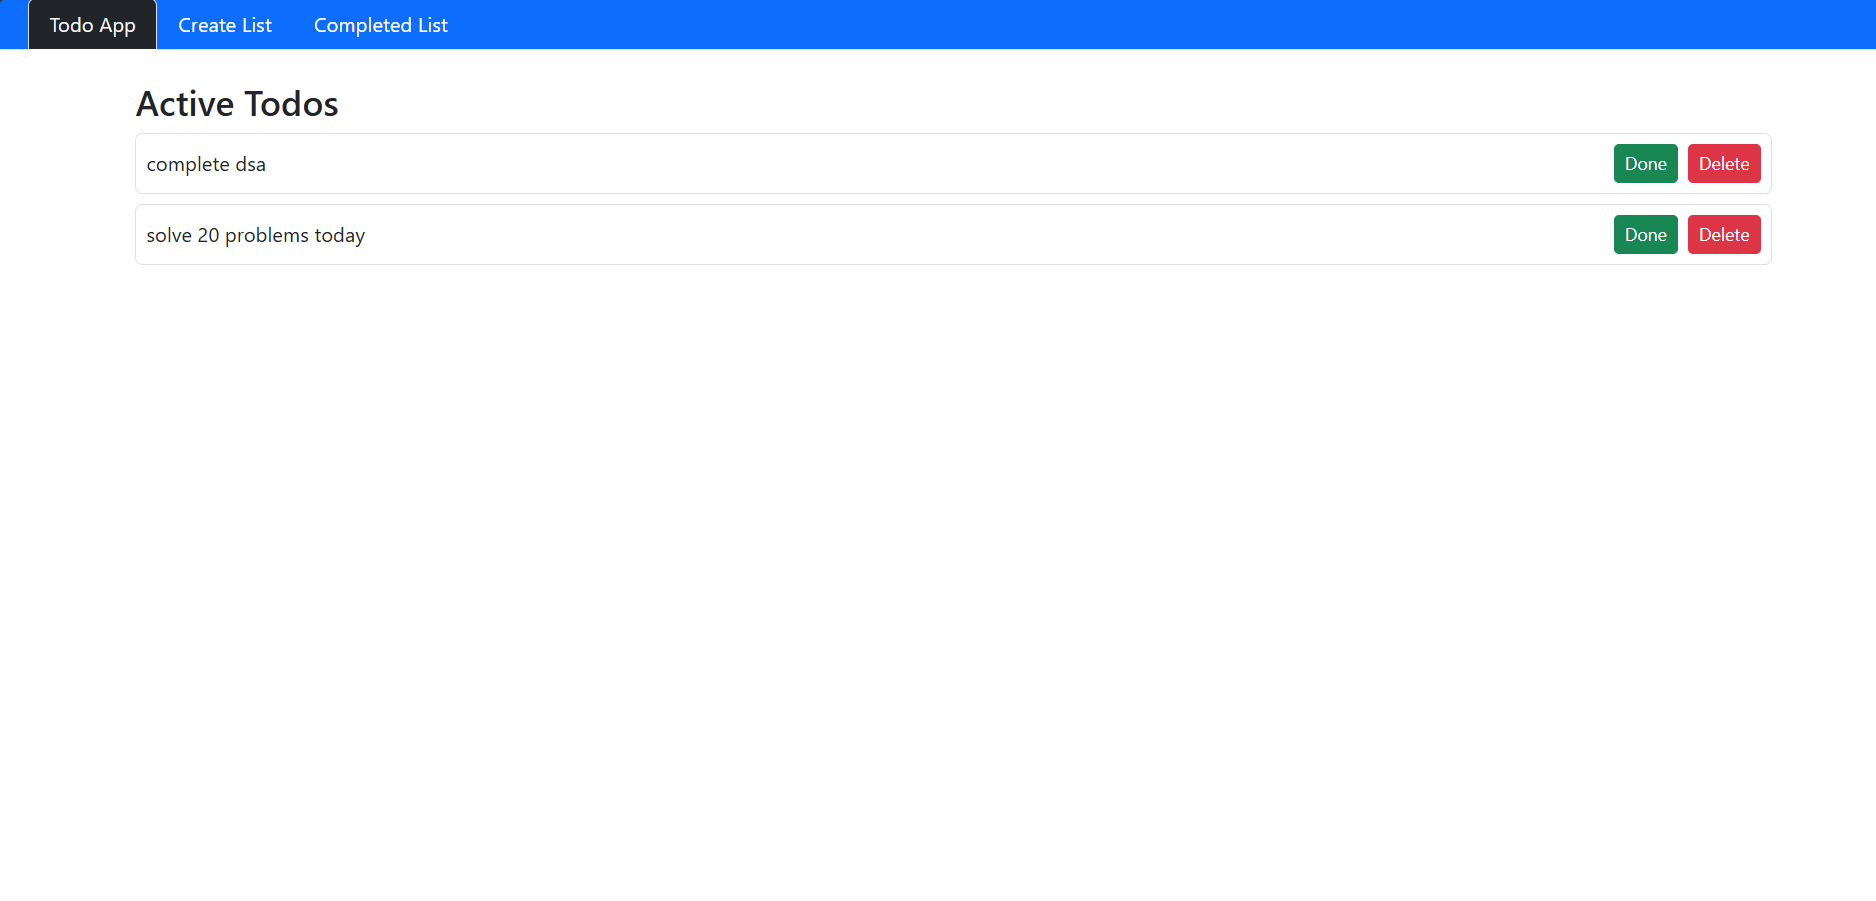 Todo App Create List Completed List
Active Todos
complete dsa Done Delete
solve 20 problems today Done Delete